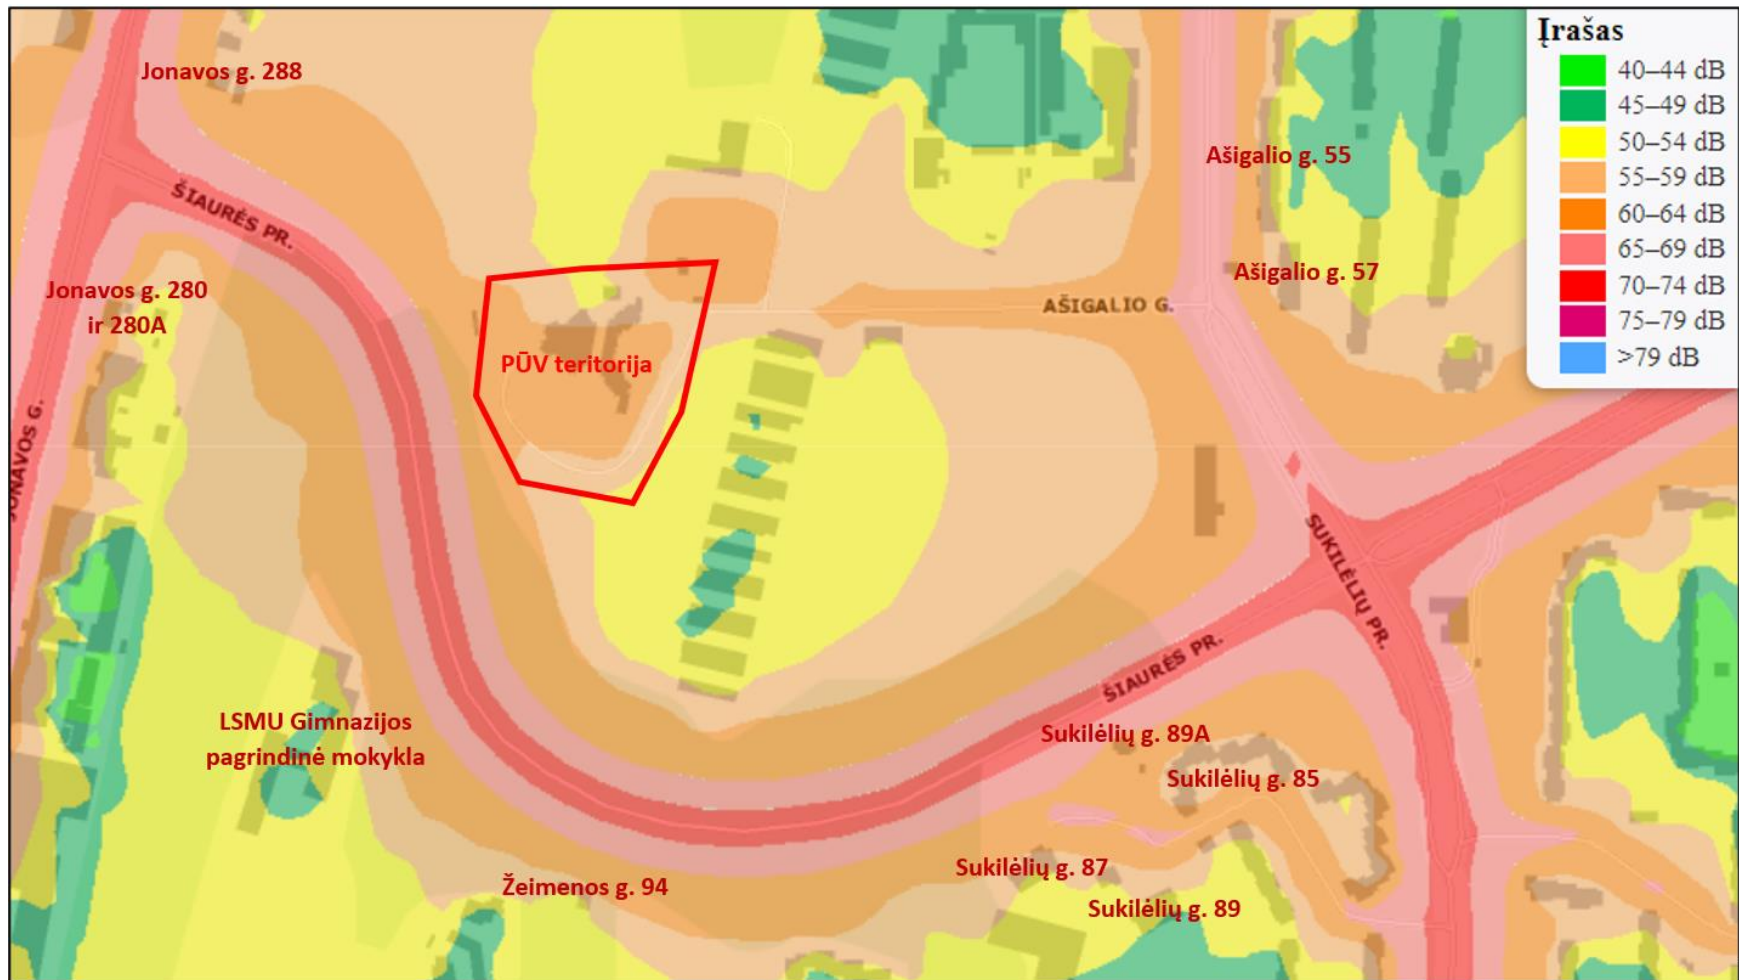 Įrašas
40–44 dB
45–49 dB
50–54 dB
55–59 dB
60–64 dB
65–69 dB
70–74 dB
75–79 dB
>79 dB
Jonavos g. 288
Ašigalio g. 55
ŠIAURĖS PR.
Ašigalio g. 57
Jonavos g. 280
ir 280A
AŠIGALIO G.
PŪV teritorija
JONAVOS G.
SUKILĖLIŲ PR.
ŠIAURĖS PR.
LSMU Gimnazijos
pagrindinė mokykla
Sukilėlių g. 89A
Sukilėlių g. 85
Sukilėlių g. 87
Žeimenos g. 94
Sukilėlių g. 89